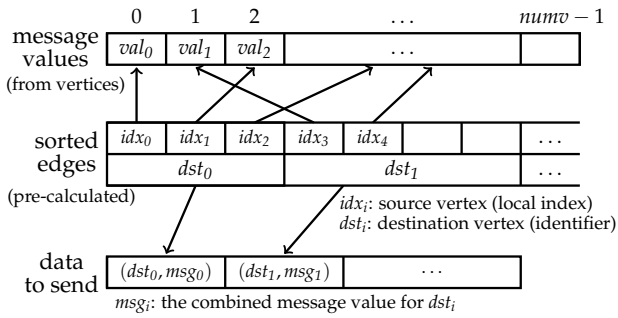 0 1 2 ... numv − 1
message values val₀ val₁ val₂ ...
(from vertices)
sorted edges idx₀ idx₁ idx₂ idx₃ idx₄ ...
dst₀ dst₁ ...
(pre-calculated)
idxᵢ: source vertex (local index)
dstᵢ: destination vertex (identifier)
data to send (dst₀, msg₀) (dst₁, msg₁) ...
msgᵢ: the combined message value for dstᵢ